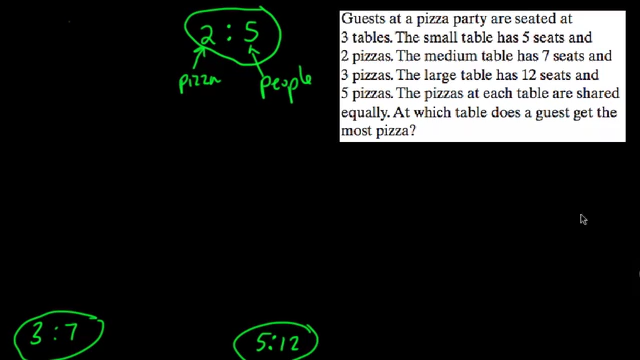 2 : 5
pizza people
Guests at a pizza party are seated at
3 tables. The small table has 5 seats and
2 pizzas. The medium table has 7 seats and
3 pizzas. The large table has 12 seats and
5 pizzas. The pizzas at each table are shared
equally. At which table does a guest get the
most pizza?
3 : 7
5:12